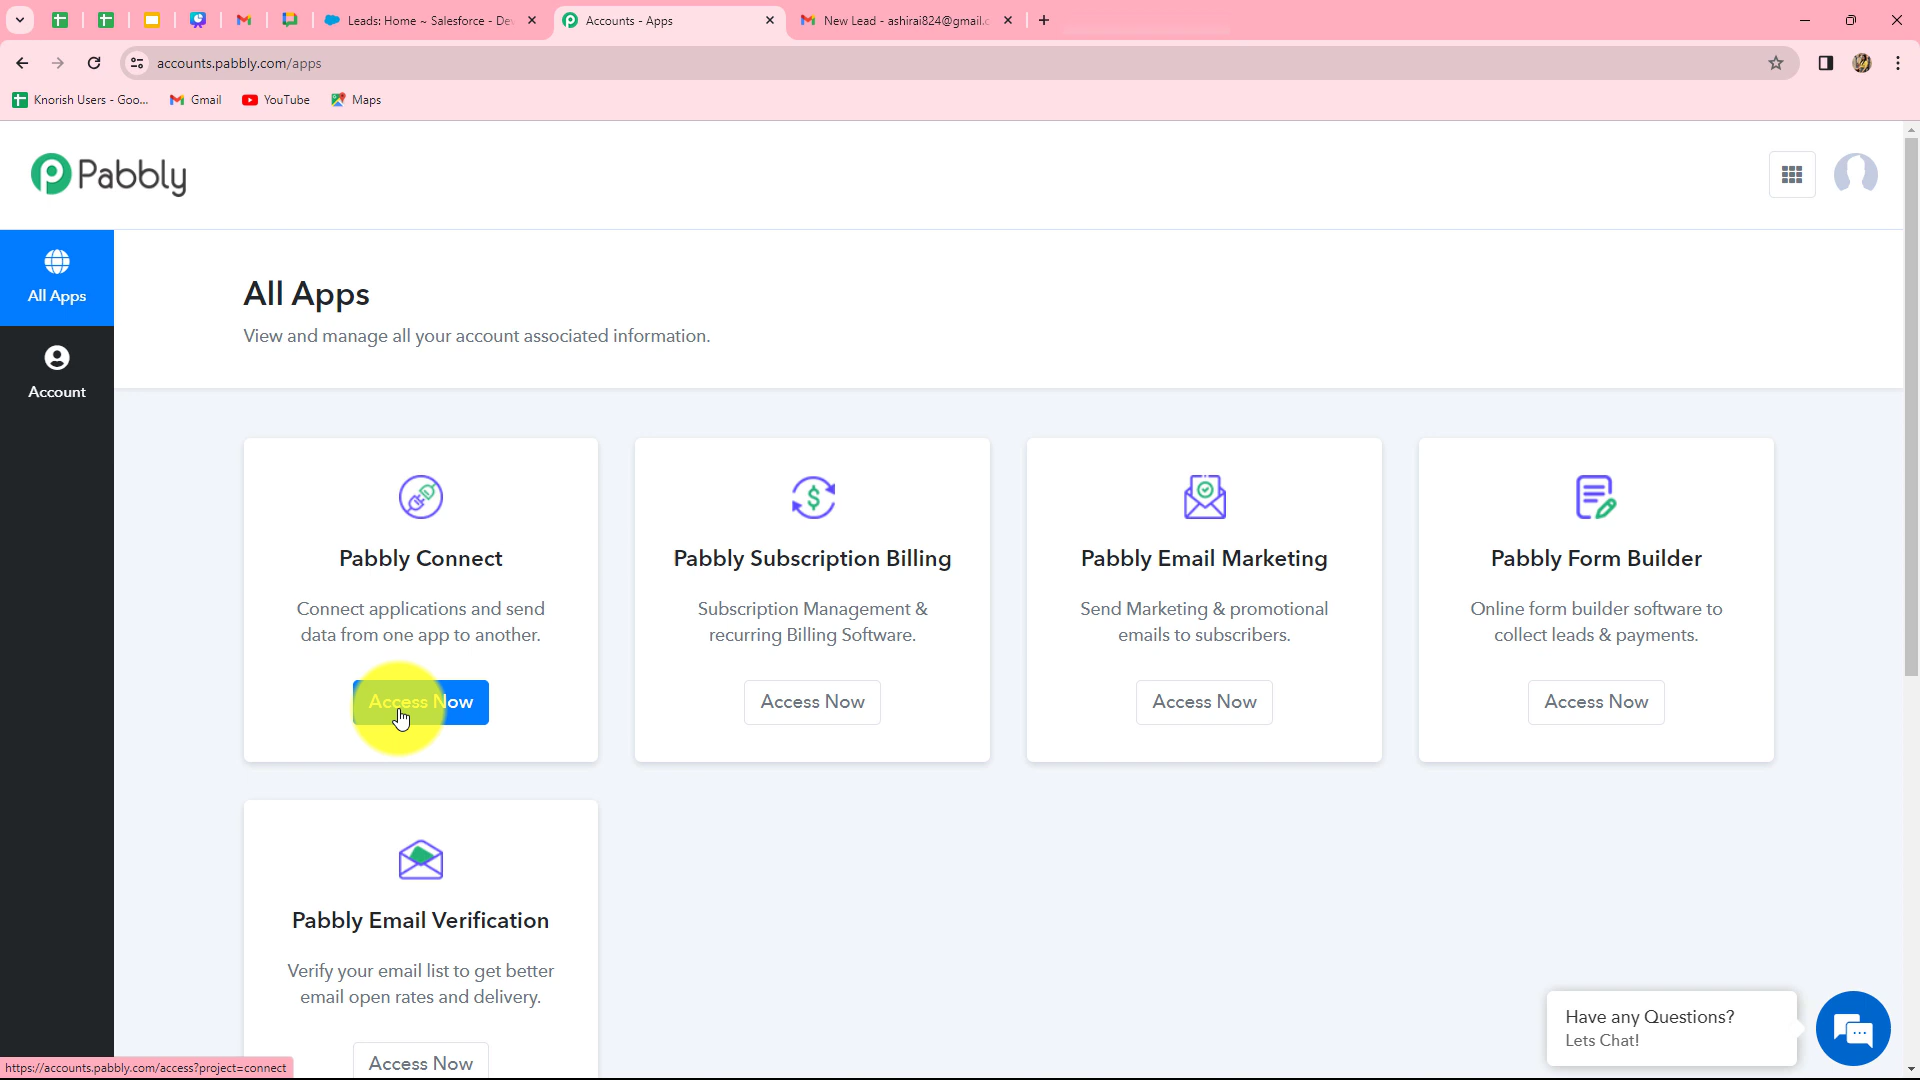 Leads: Home ~ Salesforce - De
Accounts - Apps
New Lead - ashirai824@gmail.c
accounts.pabbly.com/apps
Knorish Users - Goo...
Gmail
YouTube
Maps
Pabbly
All Apps
Account
All Apps
View and manage all your account associated information.
Pabbly Connect
Connect applications and send
data from one app to another.
Access Now
Pabbly Subscription Billing
Subscription Management &
recurring Billing Software.
Access Now
Pabbly Email Marketing
Send Marketing & promotional
emails to subscribers.
Access Now
Pabbly Form Builder
Online form builder software to
collect leads & payments.
Access Now
Pabbly Email Verification
Verify your email list to get better
email open rates and delivery.
Access Now
Have any Questions?
Lets Chat!
https://accounts.pabbly.com/access?project=connect